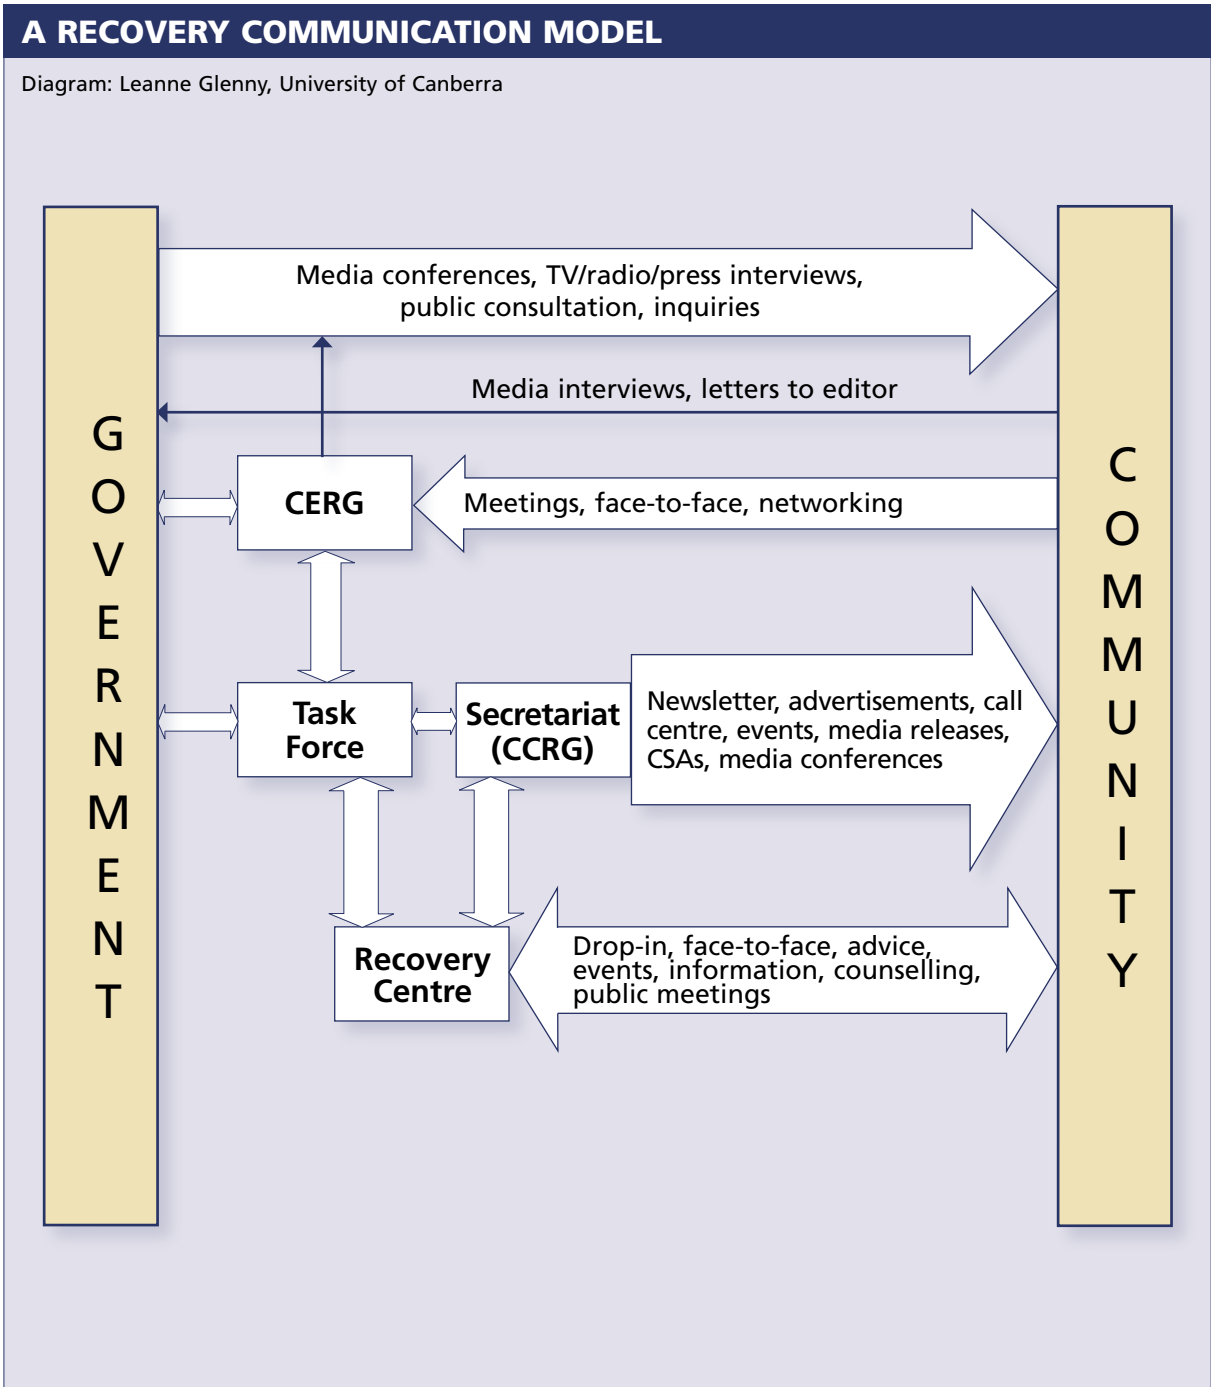 A RECOVERY COMMUNICATION MODEL
Diagram: Leanne Glenny, University of Canberra
Media conferences, TV/radio/press interviews,
public consultation, inquiries
Media interviews, letters to editor
GOVERNMENT
CERG
Meetings, face-to-face, networking
COMMUNITY
Task
Force
Secretariat
(CCRG)
Newsletter, advertisements, call
centre, events, media releases,
CSAs, media conferences
Recovery
Centre
Drop-in, face-to-face, advice,
events, information, counselling,
public meetings